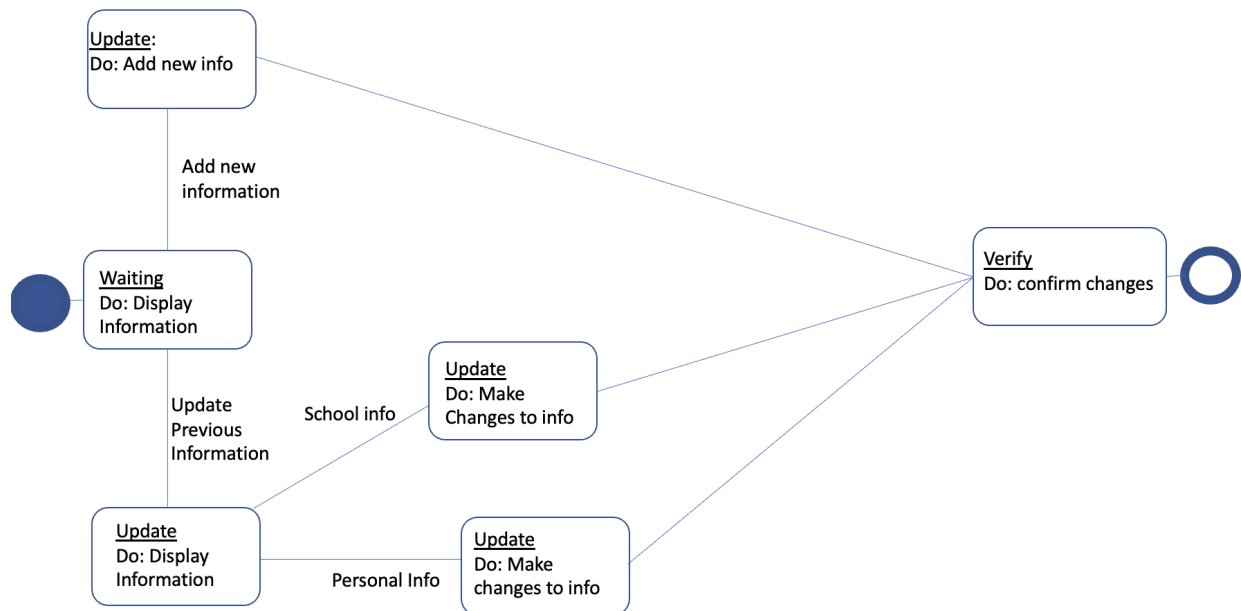 Update:
Do: Add new info
Add new
information
Waiting
Do: Display
Information
Verify
Do: confirm changes
Update
Previous
Information
School info
Update
Do: Make
Changes to info
Update
Do: Display
Information
Personal Info
Update
Do: Make
changes to info